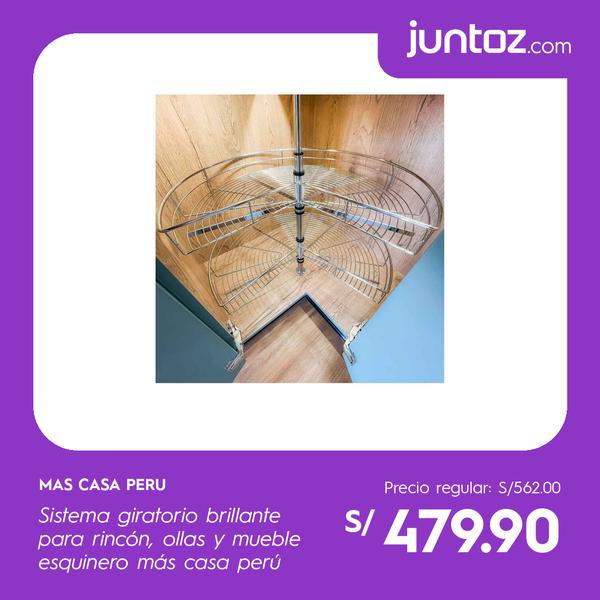 juntoz.com
MAS CASA PERU
Sistema giratorio brillante
para rincón, ollas y mueble
esquinero más casa perú
Precio regular: S/562.00
S/ 479.90